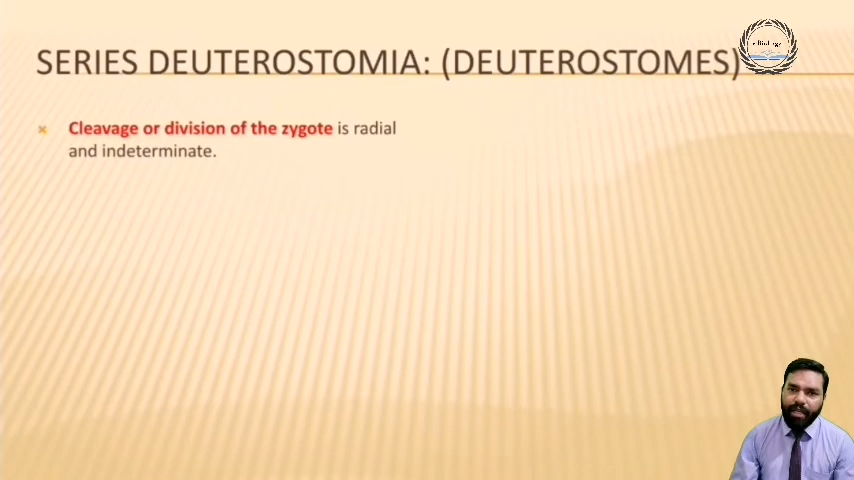 SERIES DEUTEROSTOMIA: (DEUTEROSTOMES)
Cleavage or division of the zygote is radial
and indeterminate.